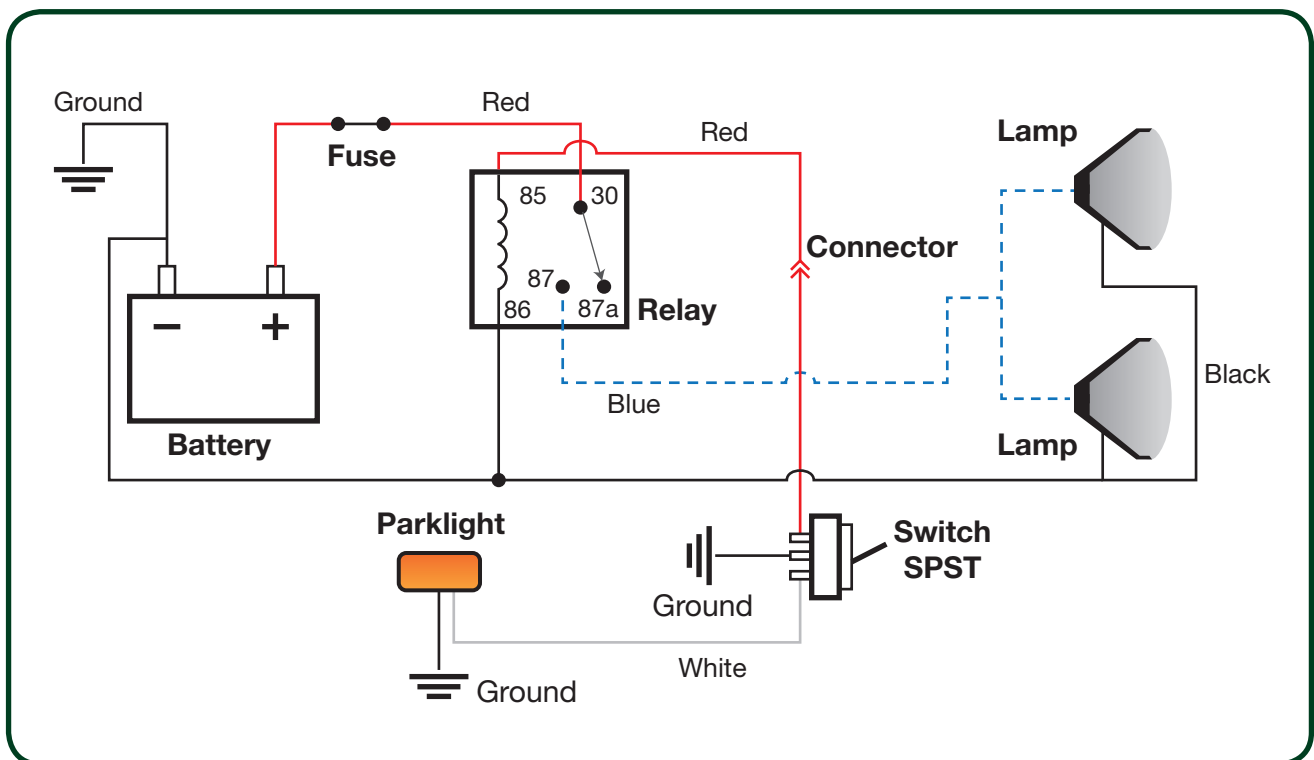 Ground
Red
Fuse
Red
Lamp
85
30
Connector
87
86
87a
Relay
−
+
Battery
Blue
Black
Lamp
Parklight
Switch
SPST
Ground
White
Ground